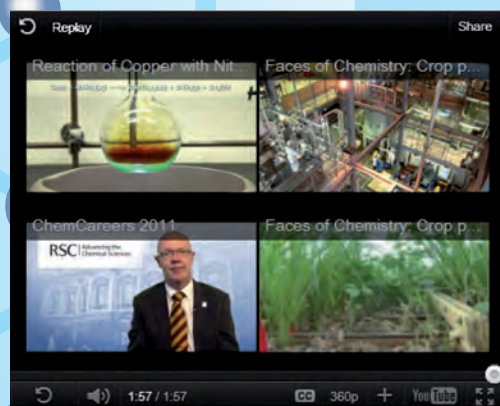 Replay
Share
Reaction of Copper with Nit...
Faces of Chemistry: Crop p...
ChemCareers 2011
Faces of Chemistry: Crop p...
RSC Advancing the
Chemical Sciences
1:57 / 1:57
CC
360p
YouTube